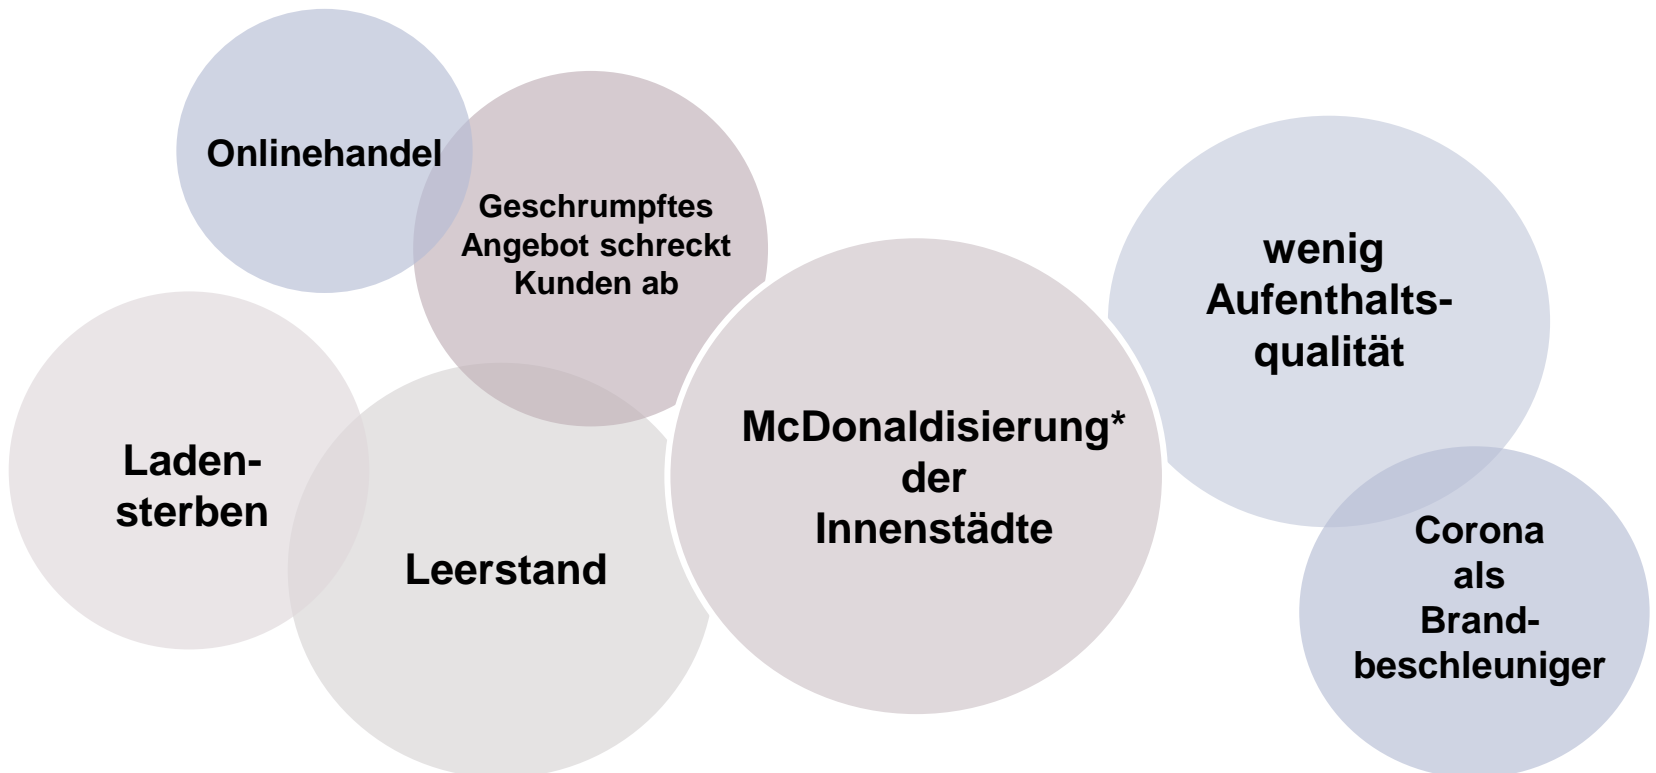 Onlinehandel
Geschrumpftes
Angebot schreckt
Kunden ab
Laden-
sterben
Leerstand
McDonaldisierung*
der
Innenstädte
wenig
Aufenthalts-
qualität
Corona
als
Brand-
beschleuniger